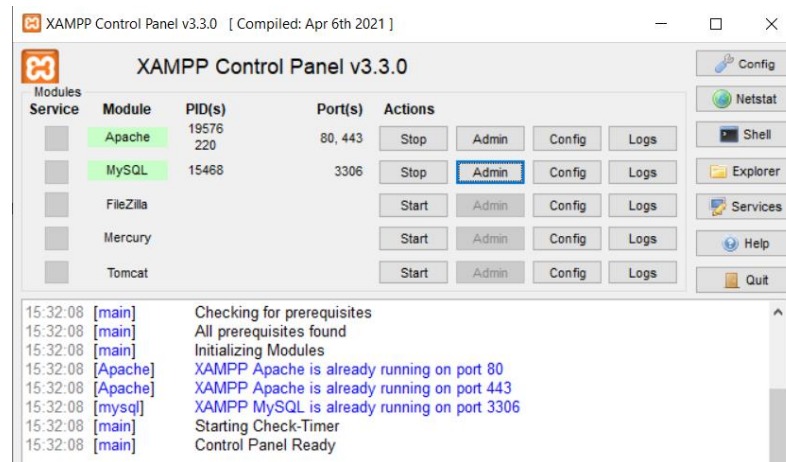 XAMPP Control Panel v3.3.0 [ Compiled: Apr 6th 2021 ]
XAMPP Control Panel v3.3.0
Config
Modules
Netstat
Service Module PID(s) Port(s) Actions
Apache 19576 220 80, 443 Stop Admin Config Logs
Shell
MySQL 15468 3306 Stop Admin Config Logs
Explorer
FileZilla Start Admin Config Logs
Services
Mercury Start Admin Config Logs
Help
Tomcat Start Admin Config Logs
Quit
15:32:08 [main] Checking for prerequisites
15:32:08 [main] All prerequisites found
15:32:08 [main] Initializing Modules
15:32:08 [Apache] XAMPP Apache is already running on port 80
15:32:08 [Apache] XAMPP Apache is already running on port 443
15:32:08 [mysql] XAMPP MySQL is already running on port 3306
15:32:08 [main] Starting Check-Timer
15:32:08 [main] Control Panel Ready